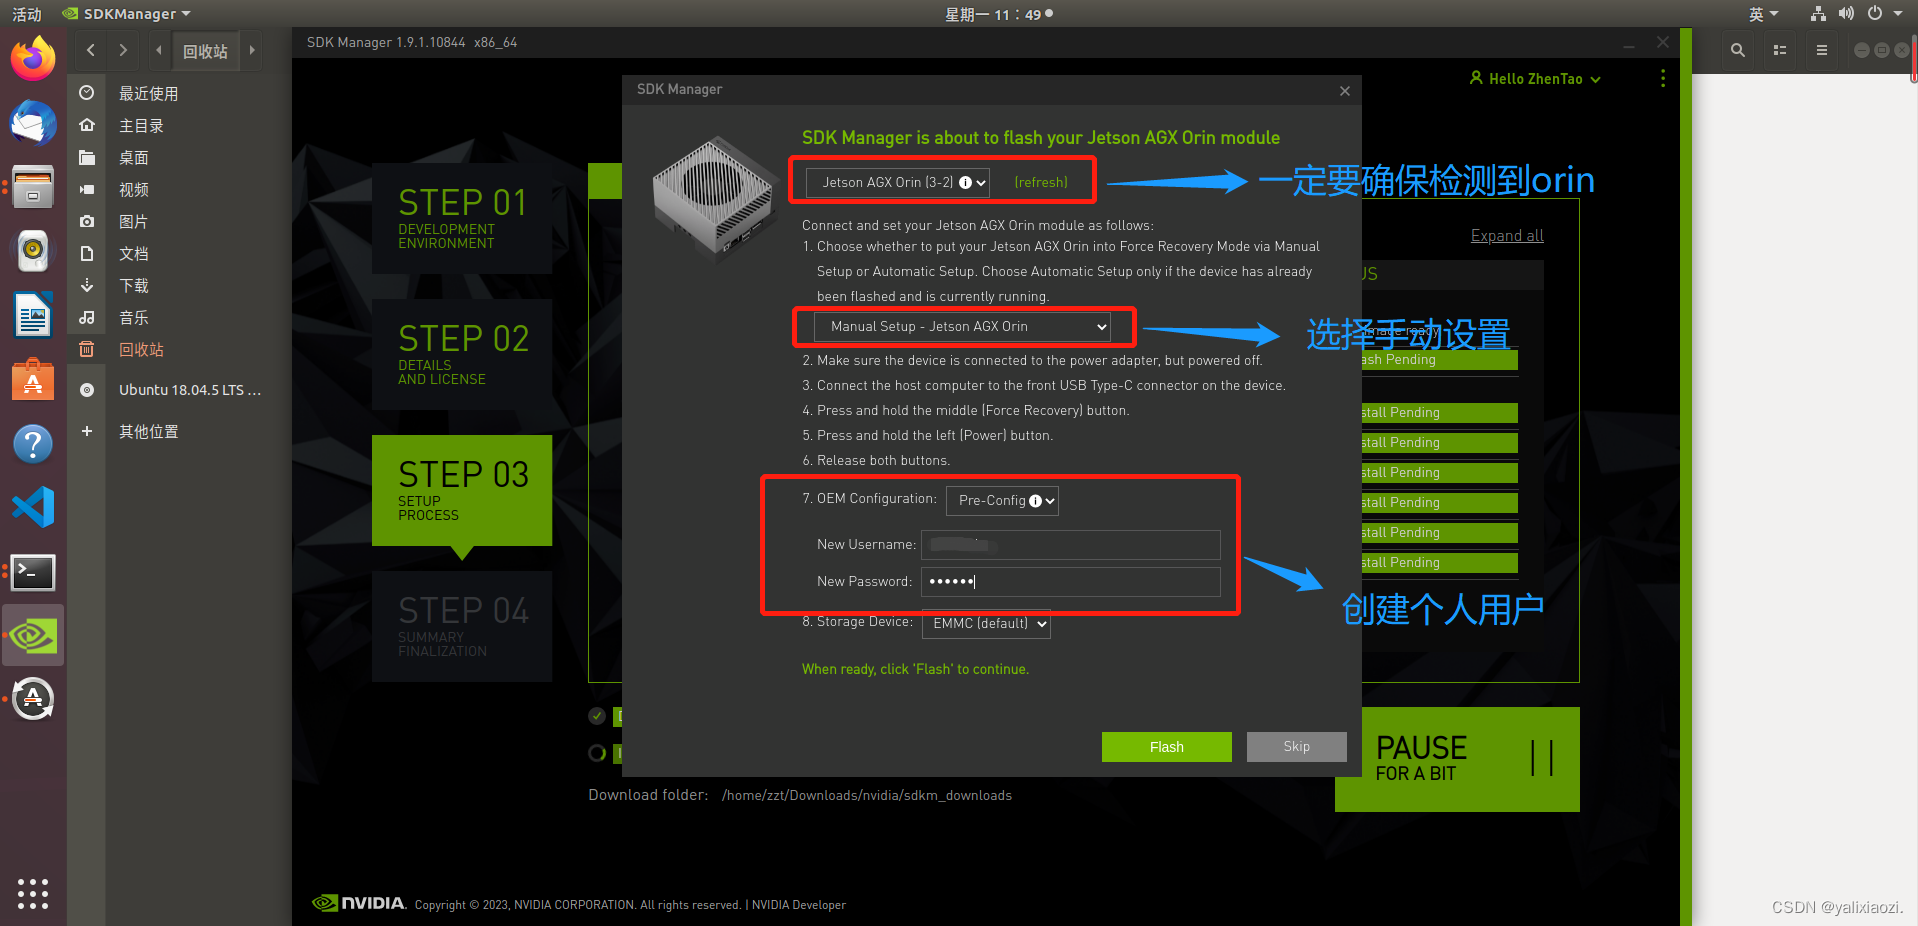 活动
SDKManager
星期一 11：49
英
回收站
最近使用
主目录
桌面
视频
图片
文档
下载
音乐
回收站
Ubuntu 18.04.5 LTS …
其他位置
SDK Manager 1.9.1.10844 x86_64
Hello ZhenTao
STEP 01
DEVELOPMENT
ENVIRONMENT
STEP 02
DETAILS
AND LICENSE
STEP 03
SETUP
PROCESS
STEP 04
SUMMARY
FINALIZATION
SDK Manager
SDK Manager is about to flash your Jetson AGX Orin module
Jetson AGX Orin (3-2)
(refresh)
一定要确保检测到orin
Connect and set your Jetson AGX Orin module as follows:
1. Choose whether to put your Jetson AGX Orin into Force Recovery Mode via Manual
Setup or Automatic Setup. Choose Automatic Setup only if the device has already
been flashed and is currently running.
Manual Setup - Jetson AGX Orin
选择手动设置
2. Make sure the device is connected to the power adapter, but powered off.
3. Connect the host computer to the front USB Type-C connector on the device.
4. Press and hold the middle (Force Recovery) button.
5. Press and hold the left (Power) button.
6. Release both buttons.
7. OEM Configuration:
Pre-Config
New Username:
New Password:
••••••
创建个人用户
8. Storage Device:
EMMC (default)
When ready, click 'Flash' to continue.
Flash
Skip
Expand all
US
ash Pending
stall Pending
stall Pending
stall Pending
stall Pending
stall Pending
stall Pending
PAUSE
FOR A BIT
Download folder: /home/zzt/Downloads/nvidia/sdkm_downloads
NVIDIA.
Copyright © 2023, NVIDIA CORPORATION. All rights reserved. | NVIDIA Developer
CSDN @yalixiaozi.